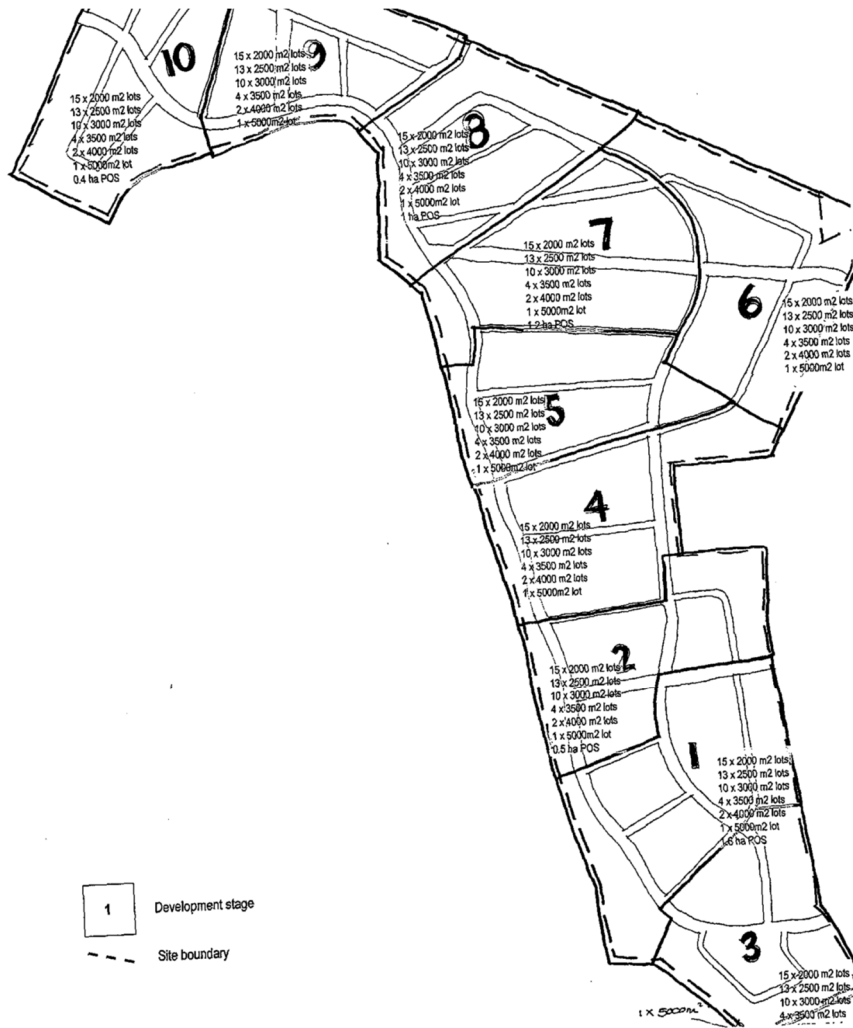 10
15 x 2000 m2 lots
13 x 2500 m2 lots
10 x 3000 m2 lots
4 x 3500 m2 lots
2 x 4000 m2 lots
1 x 5000m2 lot
0.4 ha POS
9
15 x 2000 m2 lots
13 x 2500 m2 lots
10 x 3000 m2 lots
4 x 3500 m2 lots
2 x 4000 m2 lots
1 x 5000m2 lot
8
15 x 2000 m2 lots
13 x 2500 m2 lots
10 x 3000 m2 lots
4 x 3500 m2 lots
2 x 4000 m2 lots
1 x 5000m2 lot
1 ha POS
7
15 x 2000 m2 lots
13 x 2500 m2 lots
10 x 3000 m2 lots
4 x 3500 m2 lots
2 x 4000 m2 lots
1 x 5000m2 lot
1.2 ha POS
6
15 x 2000 m2 lots
13 x 2500 m2 lots
10 x 3000 m2 lots
4 x 3500 m2 lots
2 x 4000 m2 lots
1 x 5000m2 lot
5
15 x 2000 m2 lots
13 x 2500 m2 lots
10 x 3000 m2 lots
4 x 3500 m2 lots
2 x 4000 m2 lots
1 x 5000m2 lot
4
15 x 2000 m2 lots
13 x 2500 m2 lots
10 x 3000 m2 lots
4 x 3500 m2 lots
2 x 4000 m2 lots
1 x 5000m2 lot
2
15 x 2000 m2 lots
13 x 2500 m2 lots
10 x 3000 m2 lots
4 x 3500 m2 lots
2 x 4000 m2 lots
1 x 5000m2 lot
0.5 ha POS
1
15 x 2000 m2 lots
13 x 2500 m2 lots
10 x 3000 m2 lots
4 x 3500 m2 lots
2 x 4000 m2 lots
1 x 5000m2 lot
1.6 ha POS
1 Development stage
Site boundary
3
15 x 2000 m2 lots
13 x 2500 m2 lots
10 x 3000 m2 lots
4 x 3500 m2 lots
1 x 5000m²